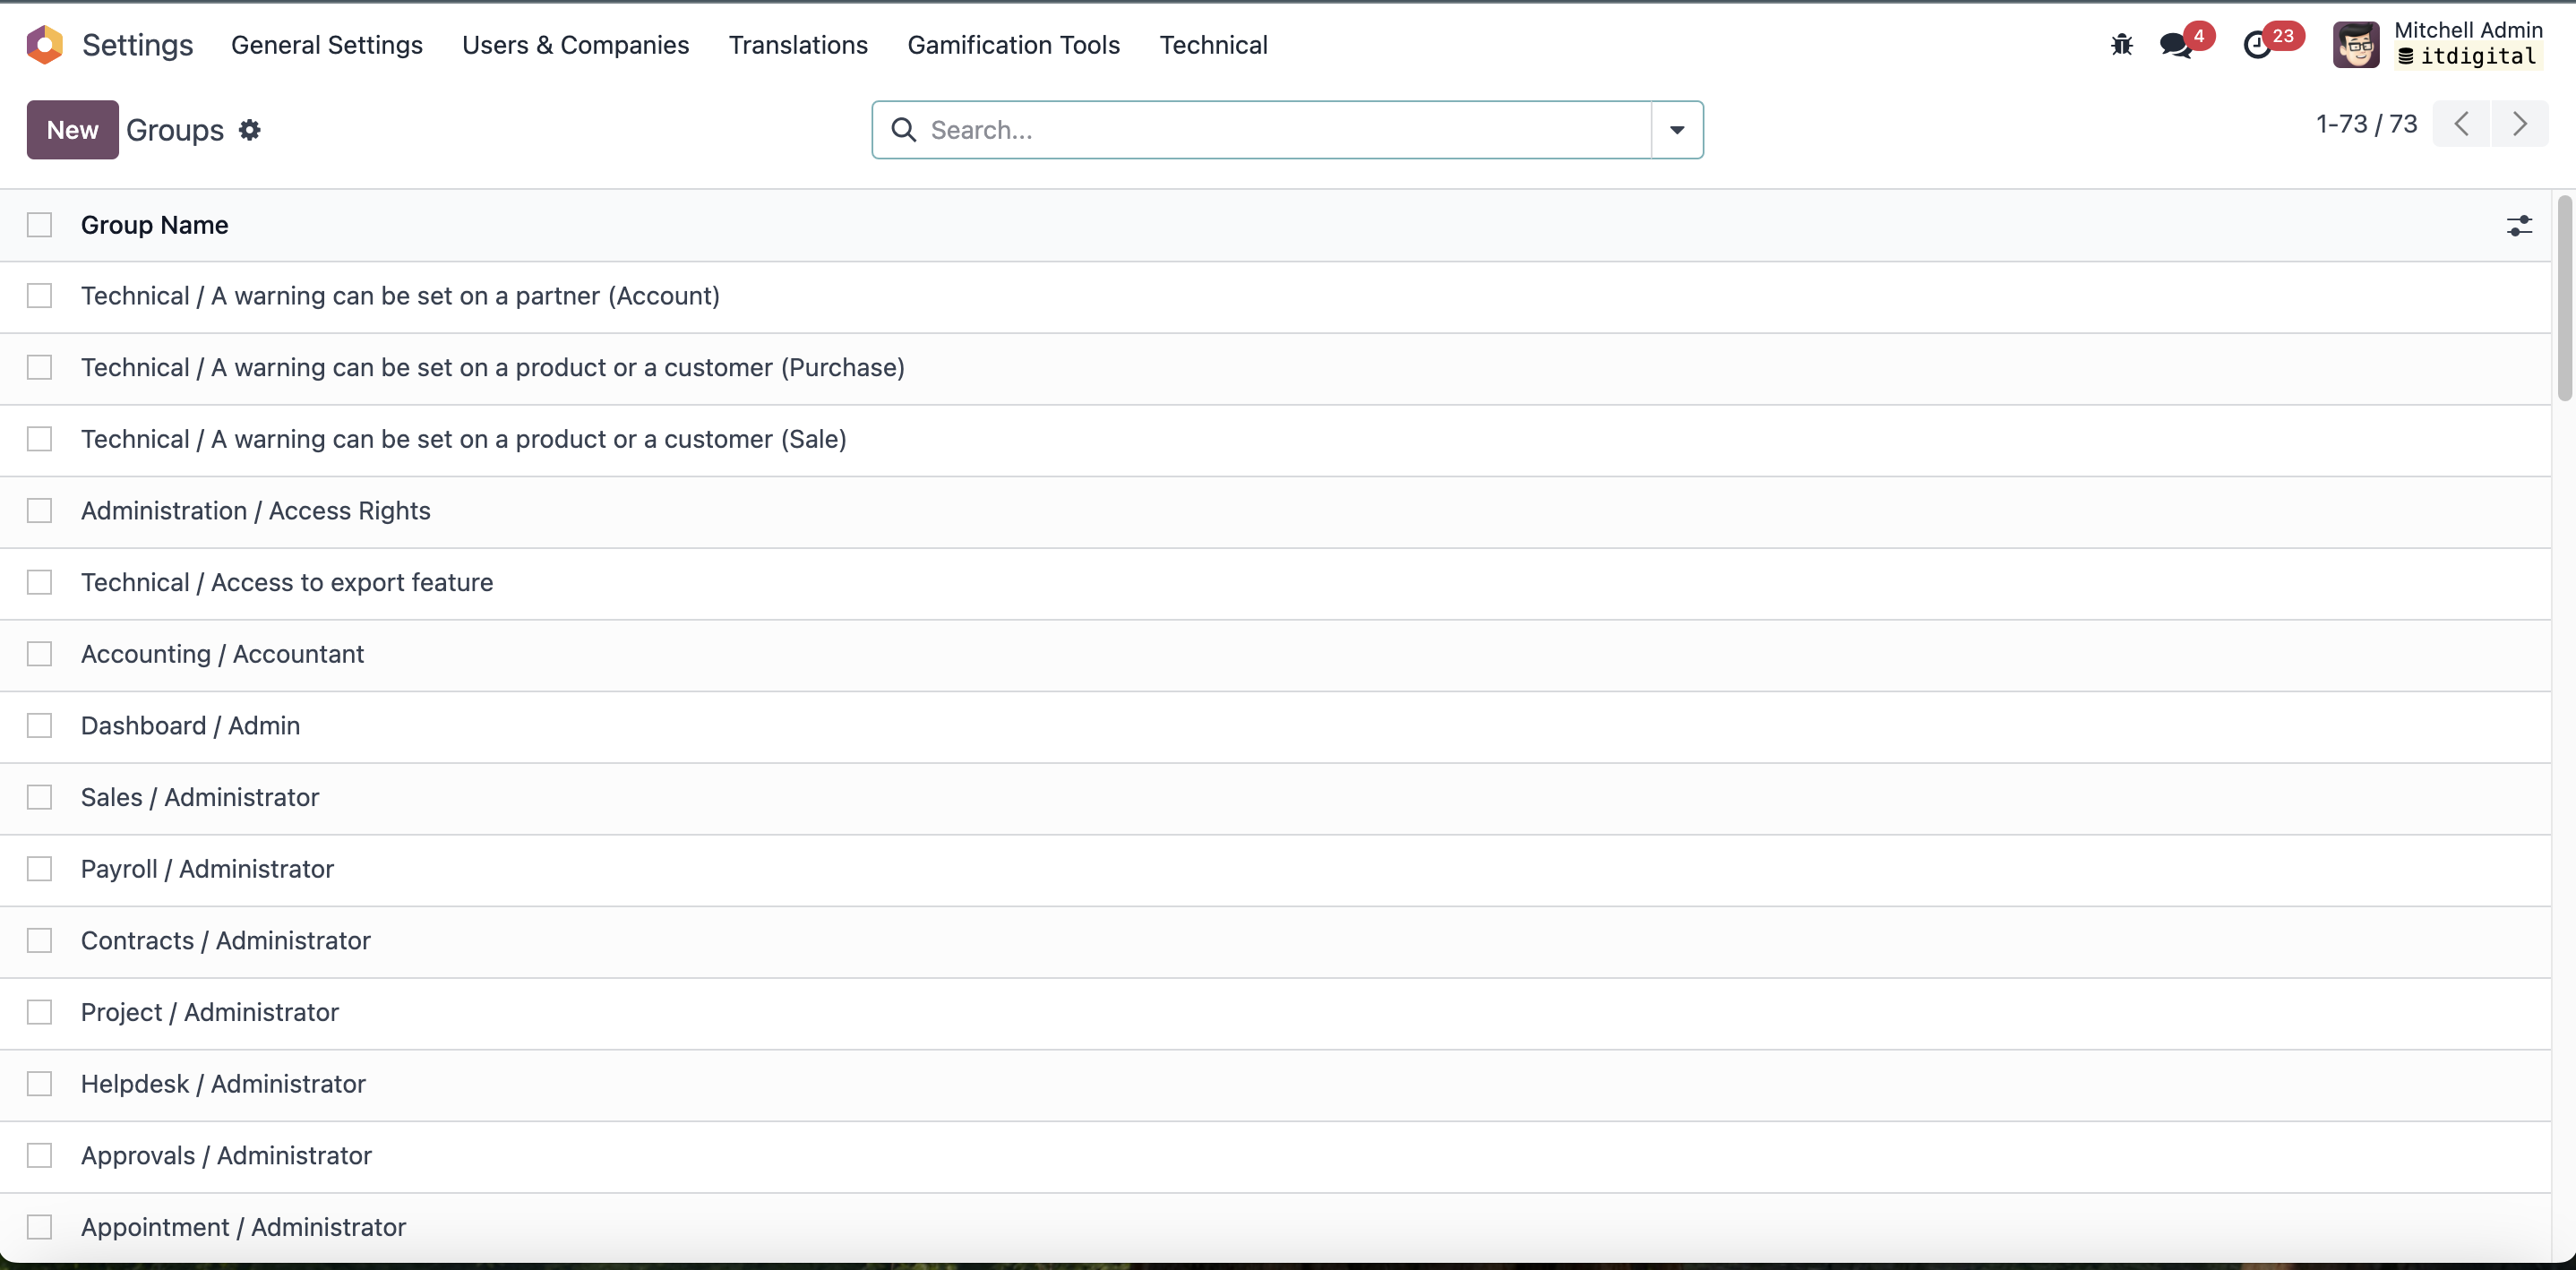 Settings General Settings Users & Companies Translations Gamification Tools Technical 4 23 Mitchell Admin
itdigital
New Groups Search... 1-73 / 73
Group Name
Technical / A warning can be set on a partner (Account)
Technical / A warning can be set on a product or a customer (Purchase)
Technical / A warning can be set on a product or a customer (Sale)
Administration / Access Rights
Technical / Access to export feature
Accounting / Accountant
Dashboard / Admin
Sales / Administrator
Payroll / Administrator
Contracts / Administrator
Project / Administrator
Helpdesk / Administrator
Approvals / Administrator
Appointment / Administrator